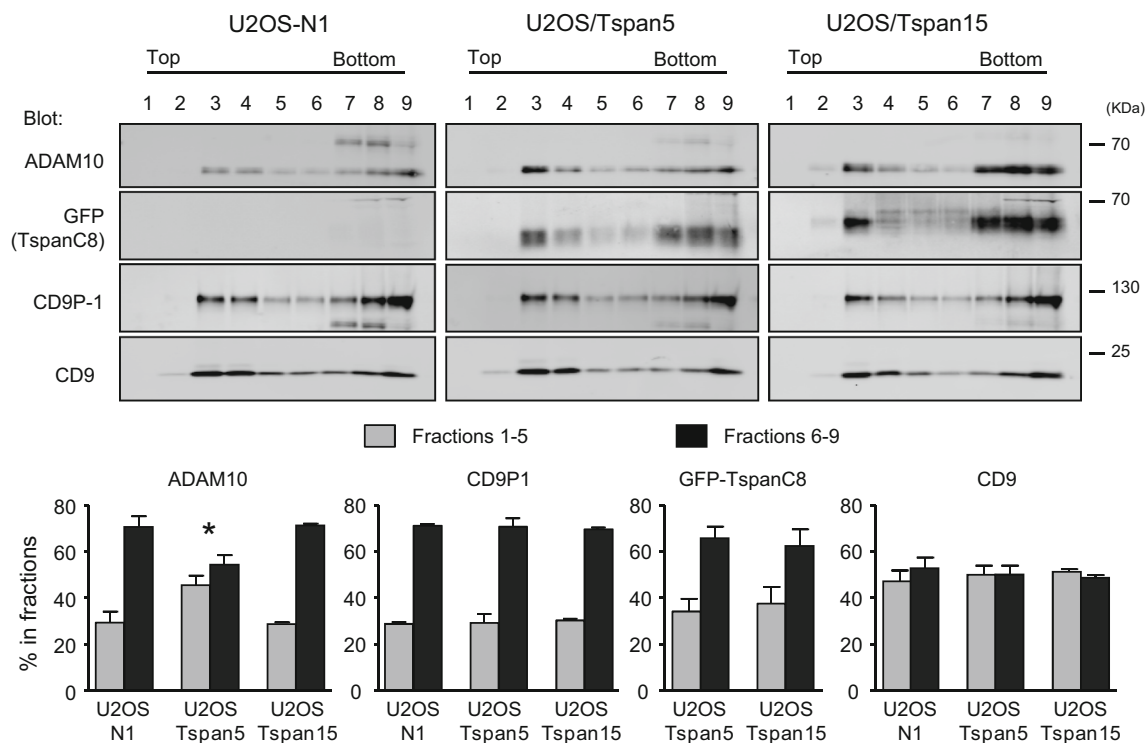 U2OS-N1 U2OS/Tspan5 U2OS/Tspan15
Top Bottom Top Bottom Top Bottom
1 2 3 4 5 6 7 8 9 1 2 3 4 5 6 7 8 9 1 2 3 4 5 6 7 8 9 (KDa)
Blot:
ADAM10 70
GFP 70
(TspanC8)
CD9P-1 130
CD9 25
Fractions 1-5 Fractions 6-9
ADAM10 CD9P1 GFP-TspanC8 CD9
% in fractions
80 80 80 80
60 * 60 60 60
40 40 40 40
20 20 20 20
0 0 0 0
U2OS U2OS U2OS U2OS U2OS U2OS U2OS U2OS U2OS U2OS U2OS
N1 Tspan5 Tspan15 N1 Tspan5 Tspan15 Tspan5 Tspan15 N1 Tspan5 Tspan15